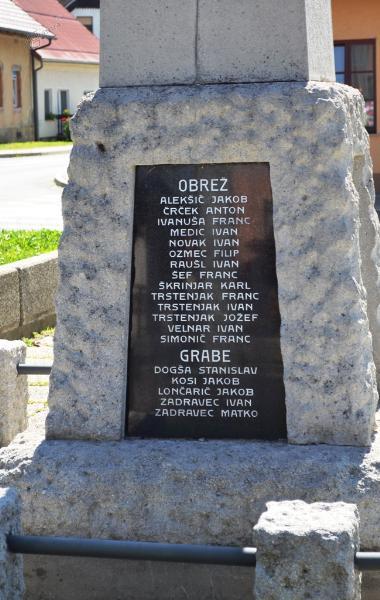 OBREŽ
ALEKŠIČ JAKOB
ČRČEK ANTON
IVANUŠA FRANC
MEDIC IVAN
NOVAK IVAN
OZMEC FILIP
RAUŠL IVAN
ŠEF FRANC
ŠKRINJAR KARL
TRSTENJAK FRANC
TRSTENJAK IVAN
TRSTENJAK JOŽEF
VELNAR IVAN
SIMONIČ FRANC
GRABE
DOGŠA STANISLAV
KOSI JAKOB
LONČARIČ JAKOB
ZADRAVEC IVAN
ZADRAVEC MATKO